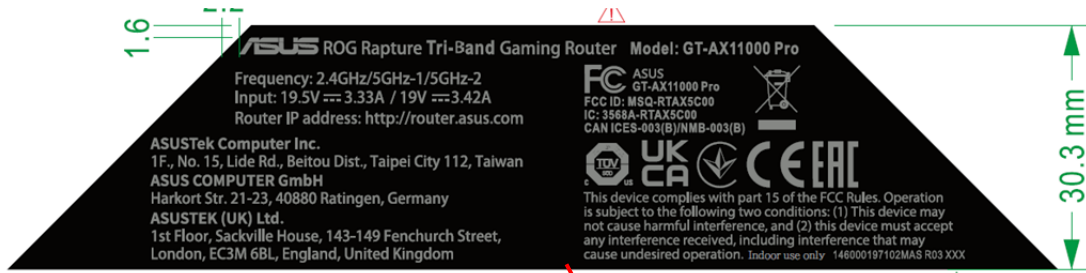 ASUS ROG Rapture Tri-Band Gaming Router Model: GT-AX11000 Pro
Frequency: 2.4GHz/5GHz-1/5GHz-2
Input: 19.5V 3.33A / 19V 3.42A
Router IP address: http://router.asus.com
ASUSTek Computer Inc.
1F., No. 15, Lide Rd., Beitou Dist., Taipei City 112, Taiwan
ASUS COMPUTER GmbH
Harkort Str. 21-23, 40880 Ratingen, Germany
ASUSTEK (UK) Ltd.
1st Floor, Sackville House, 143-149 Fenchurch Street,
London, EC3M 6BL, England, United Kingdom
FC ASUS
GT-AX11000 Pro
FCC ID: MSQ-RTAX5C00
IC: 3568A-RTAX5C00
CAN ICES-003(B)/NMB-003(B)
TÜV
c us
UK
CA
CE EAC
This device complies with part 15 of the FCC Rules. Operation
is subject to the following two conditions: (1) This device may
not cause harmful interference, and (2) this device must accept
any interference received, including interference that may
cause undesired operation. Indoor use only 146000197102MAS R03 XXX
1.6
30.3 mm